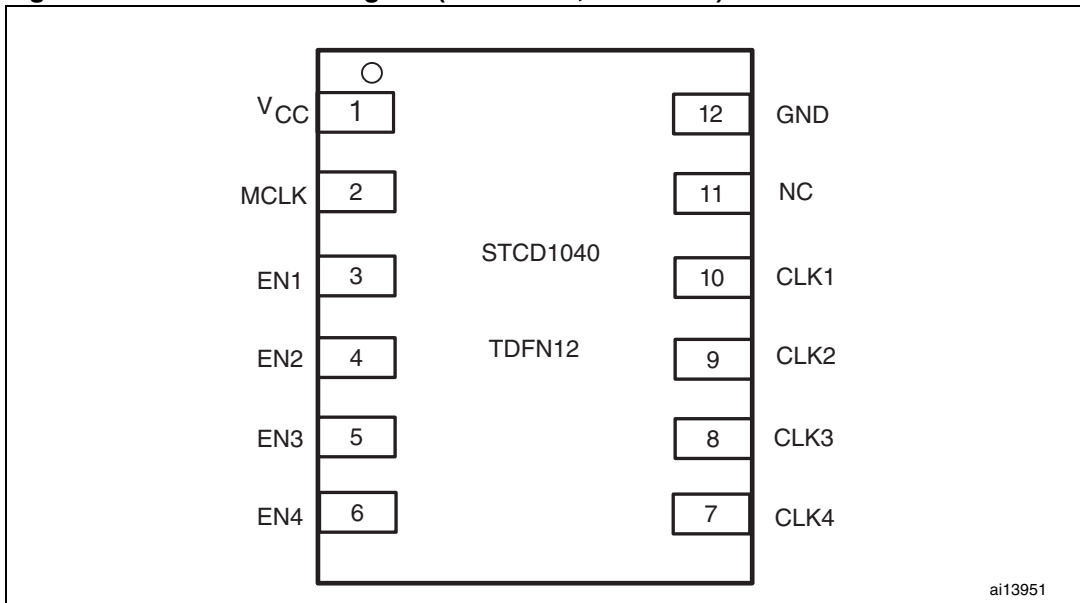 VCC 1 12 GND
MCLK 2 11 NC
STCD1040
EN1 3 10 CLK1
TDFN12
EN2 4 9 CLK2
EN3 5 8 CLK3
EN4 6 7 CLK4
ai13951